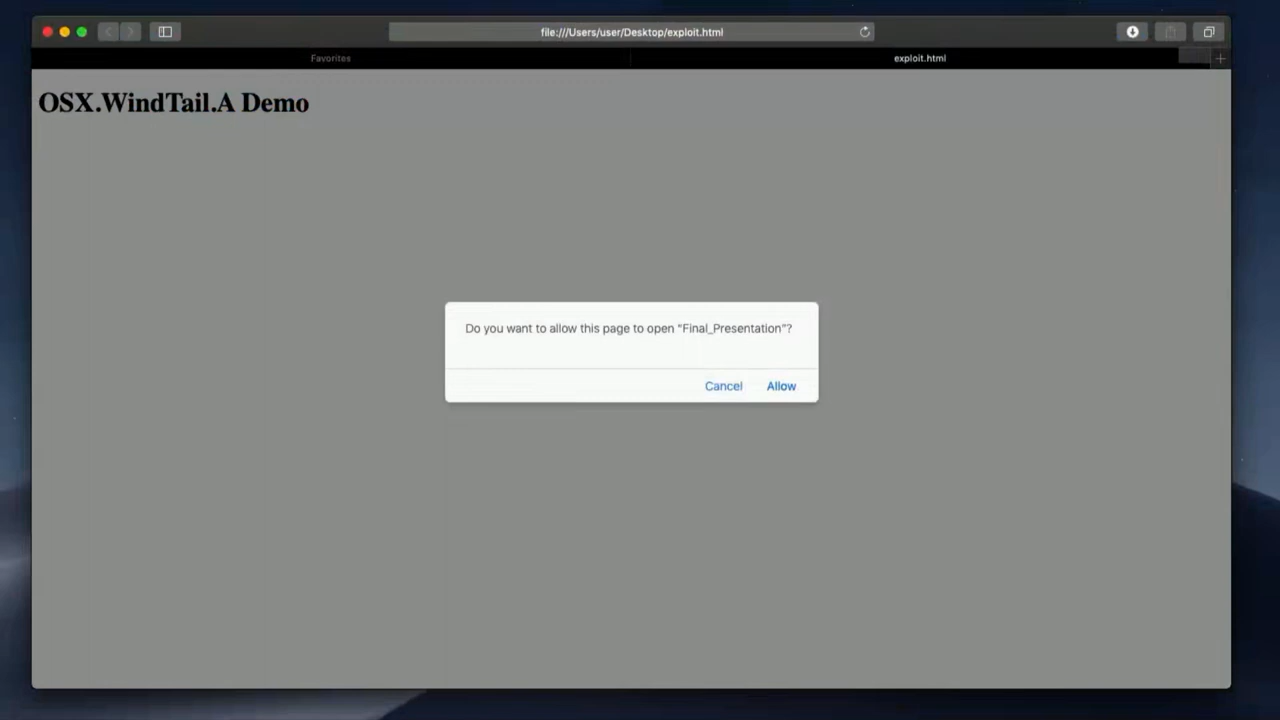 file:///Users/user/Desktop/exploit.html
Favorites
exploit.html
OSX.WindTail.A Demo
Do you want to allow this page to open “Final_Presentation”?
Cancel
Allow